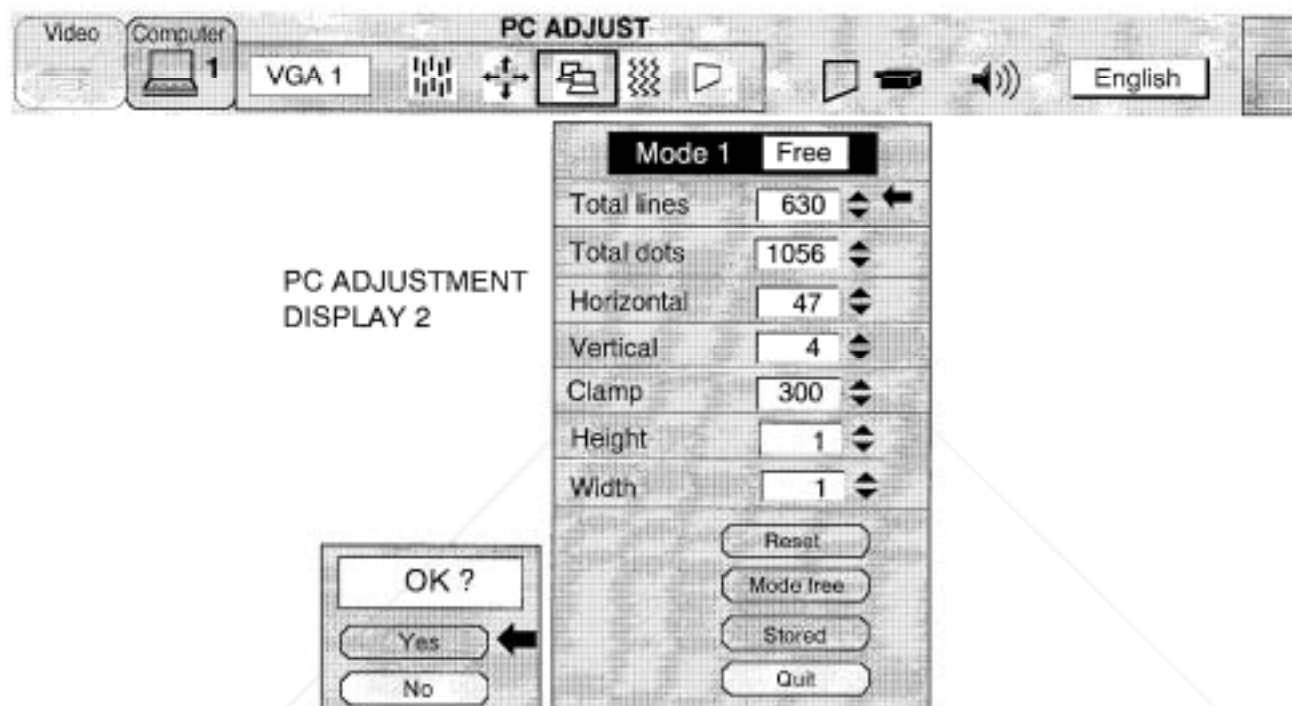 PC ADJUST
Video
Computer
1
VGA 1
English
Mode 1 Free
Total lines 630
Total dots 1056
Horizontal 47
Vertical 4
Clamp 300
Height 1
Width 1
Reset
Mode free
Stored
Quit
PC ADJUSTMENT
DISPLAY 2
OK ?
Yes
No